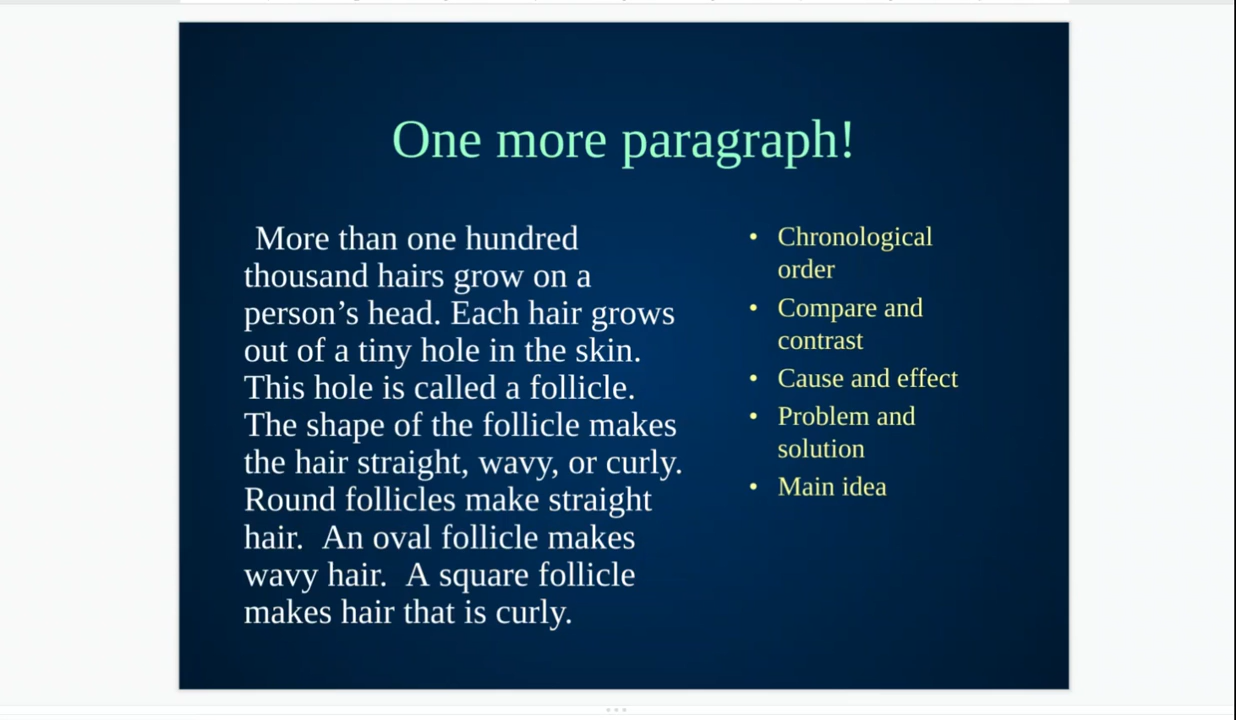 One more paragraph!
More than one hundred
thousand hairs grow on a
person’s head. Each hair grows
out of a tiny hole in the skin.
This hole is called a follicle.
The shape of the follicle makes
the hair straight, wavy, or curly.
Round follicles make straight
hair.  An oval follicle makes
wavy hair.  A square follicle
makes hair that is curly.
• Chronological
order
• Compare and
contrast
• Cause and effect
• Problem and
solution
• Main idea